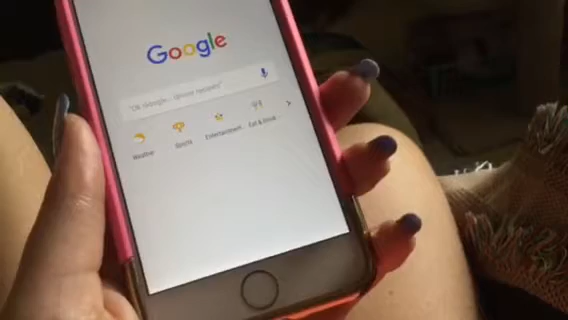 Google
"Ok Google, dinner recipes"
Weather Sports Entertainment Eat & Drink